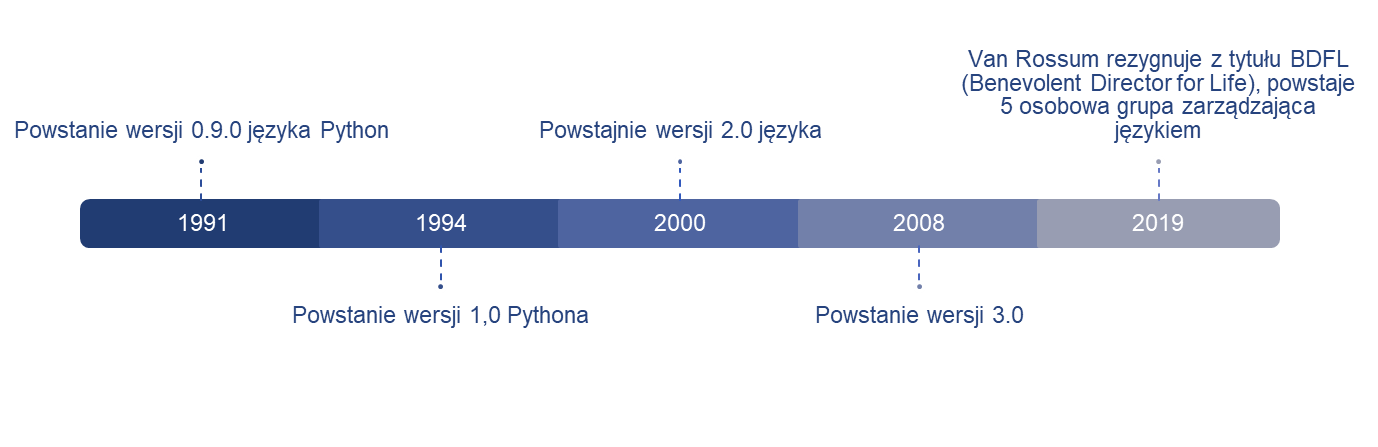 Van Rossum rezygnuje z tytułu BDFL
(Benevolent Director for Life), powstaje
5 osobowa grupa zarządzająca
językiem
Powstanie wersji 0.9.0 języka Python
Powstajnie wersji 2.0 języka
1991
1994
2000
2008
2019
Powstanie wersji 1,0 Pythona
Powstanie wersji 3.0